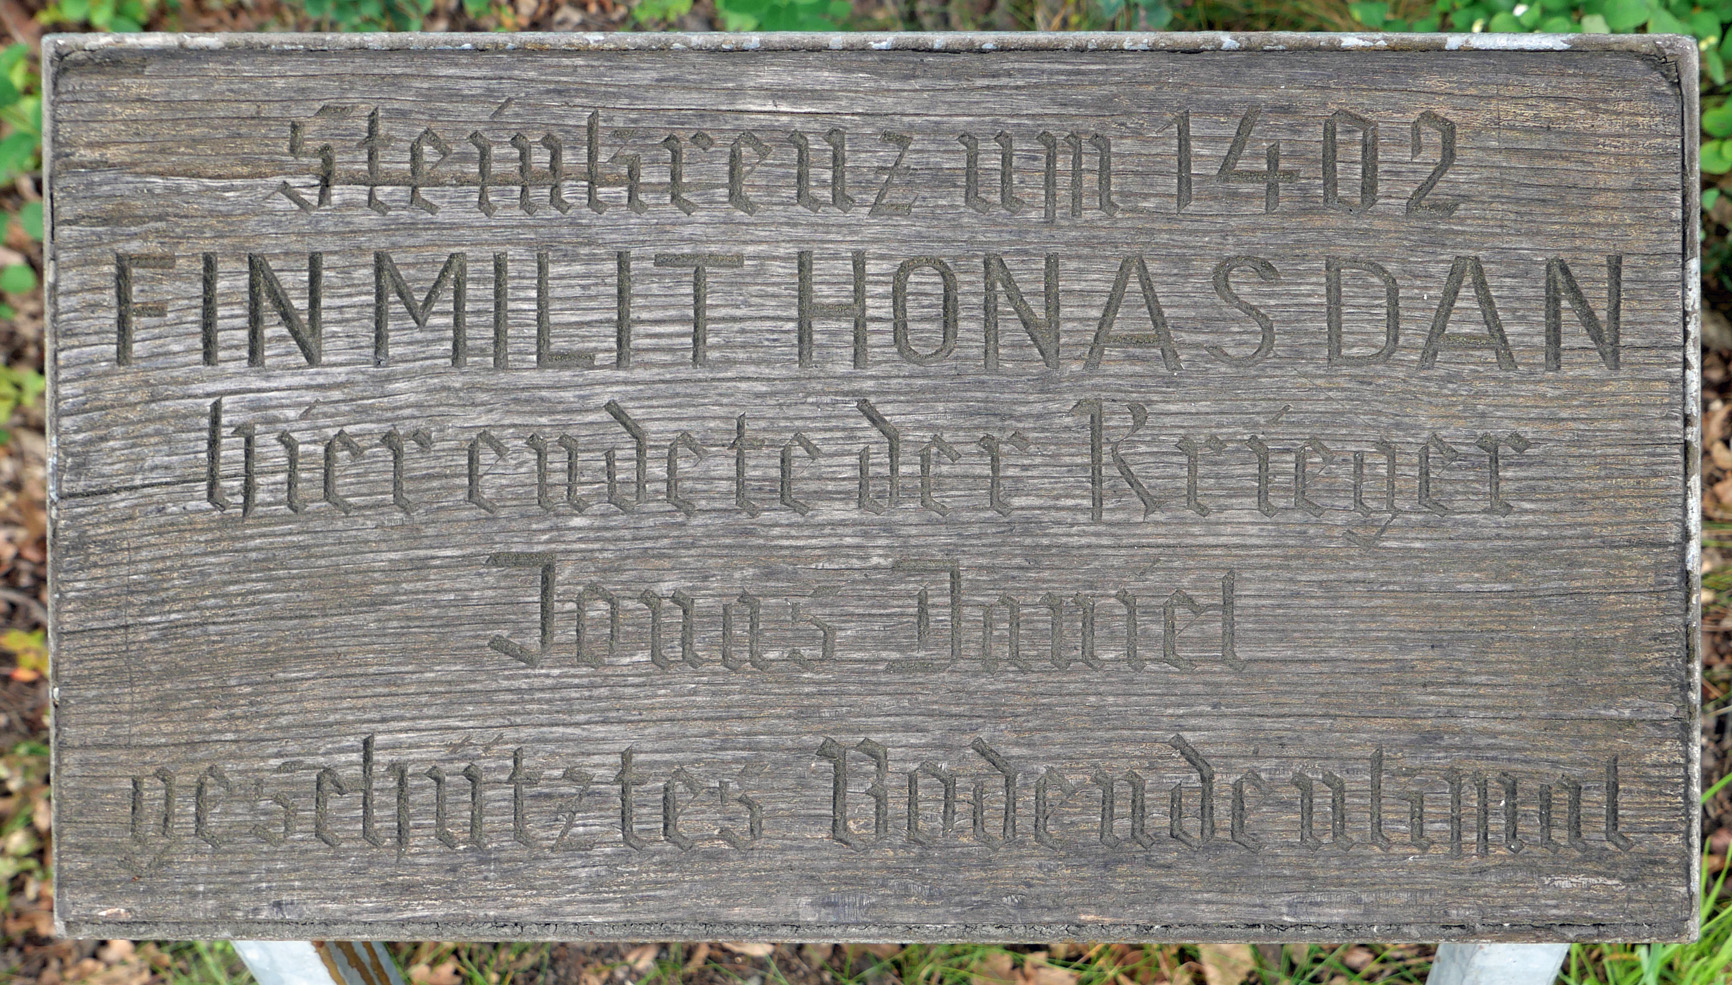 Steinkreuz um 1402
FIN MILIT HONAS DAN
hier endete der Krieger
Jonas Daniel
geschütztes Bodendenkmal